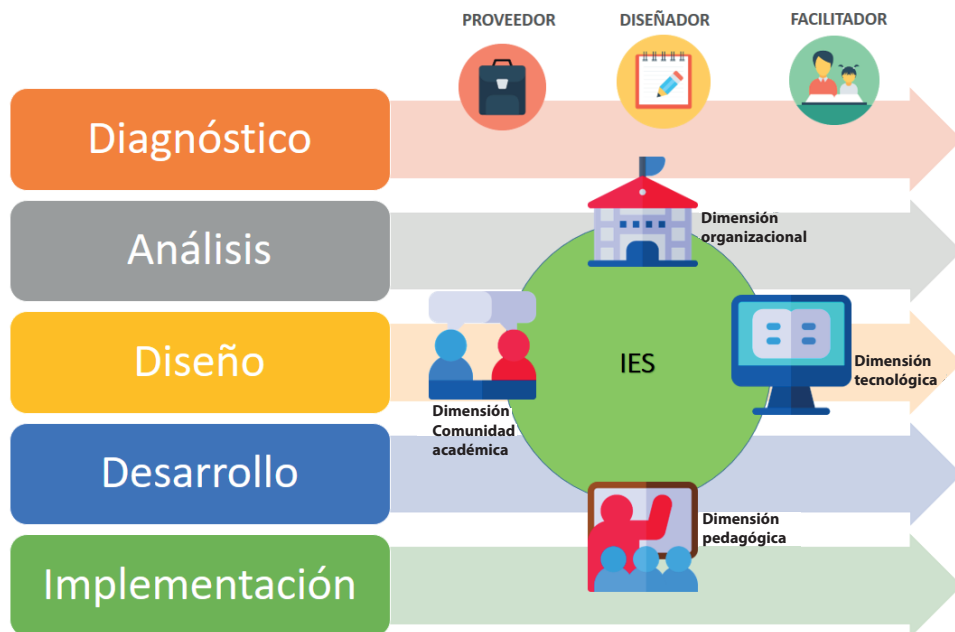 PROVEEDOR
DISEÑADOR
FACILITADOR
Diagnóstico
Análisis
Diseño
Desarrollo
Implementación
Dimensión
organizacional
IES
Dimensión
tecnológica
Dimensión
Comunidad
académica
Dimensión
pedagógica